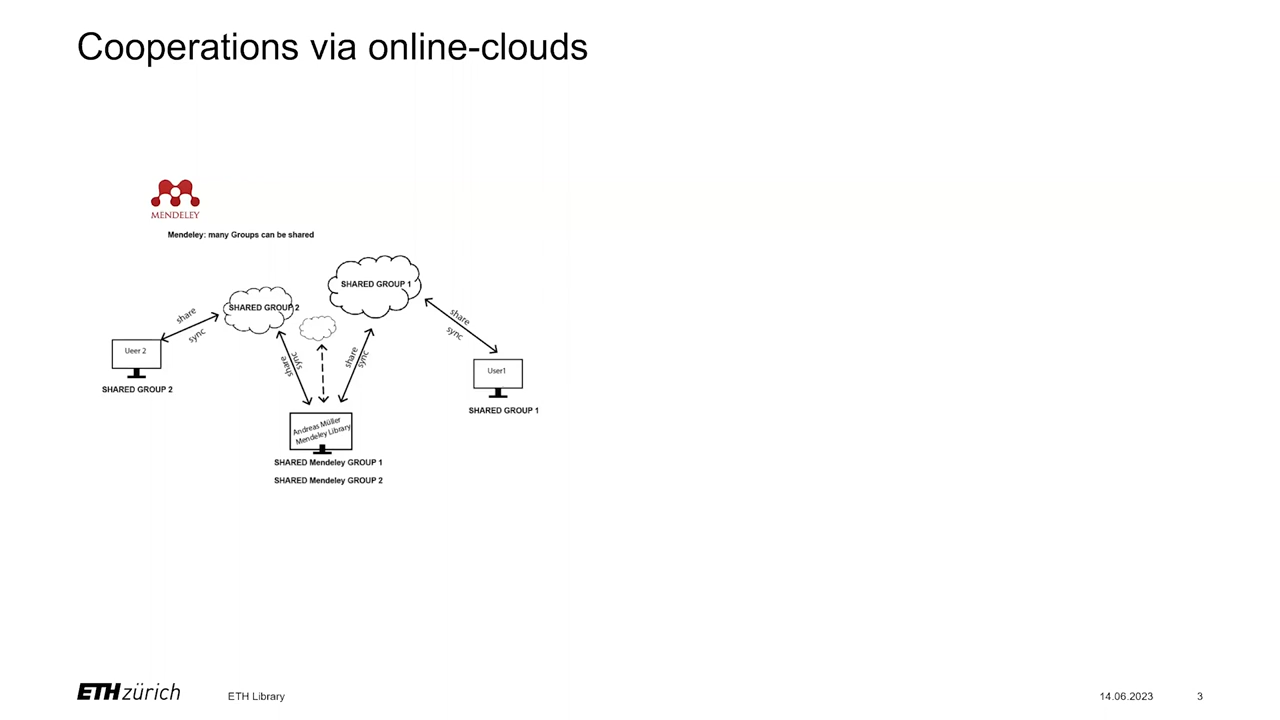 Cooperations via online-clouds
MENDELEY
Mendeley: many Groups can be shared
SHARED GROUP 1
SHARED GROUP 2
share
sync
share
sync
share
sync
share
sync
Ueer 2
SHARED GROUP 2
User1
SHARED GROUP 1
Andreas Müller
Mendeley Library
SHARED Mendeley GROUP 1
SHARED Mendeley GROUP 2
ETH zürich
ETH Library
14.06.2023
3